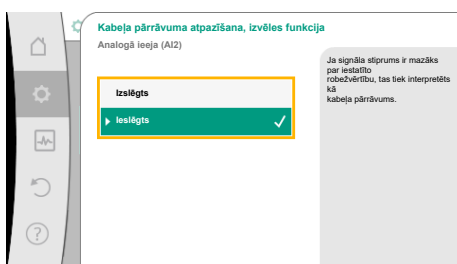 Kabeļa pārrāvuma atpazīšana, izvēles funkcija
Analogā ieeja (AI2)
Izslēgts
Ieslēgts
Ja signāla stiprums ir mazāks
par iestatīto
robežvērtību, tas tiek interpretēts
kā
kabeļa pārrāvums.
?